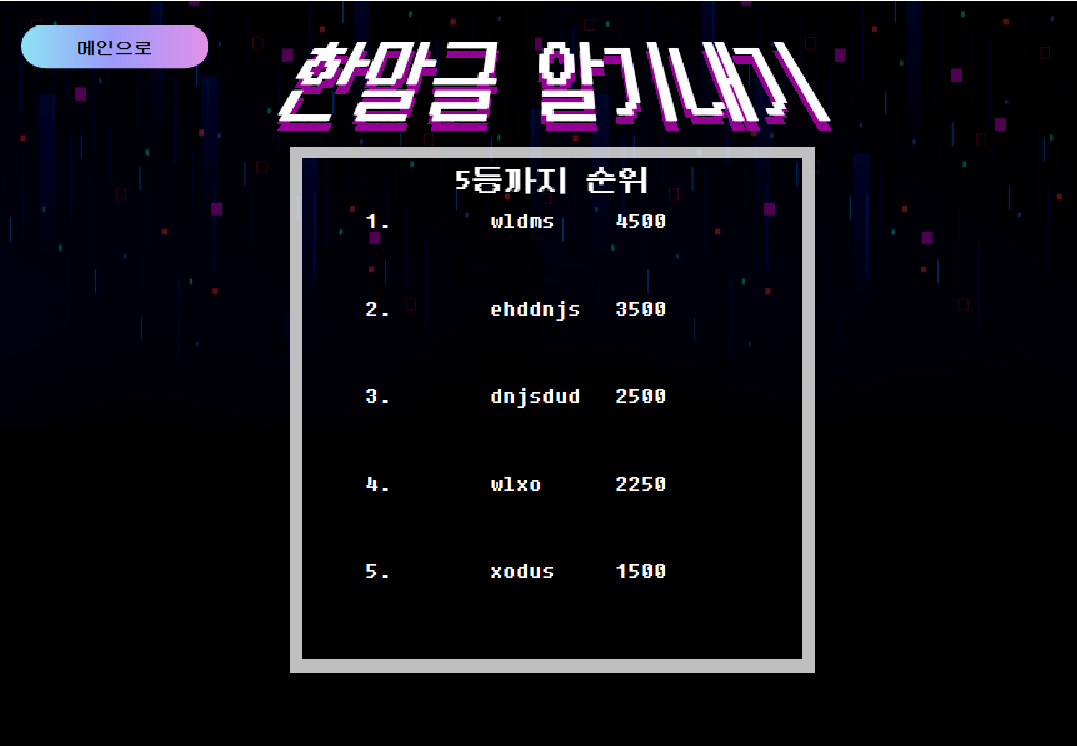 메인으로
한말글 암기내기
5등까지 순위
1. wldms 4500
2. ehddnjs 3500
3. dnjsdud 2500
4. wlxo 2250
5. xodus 1500